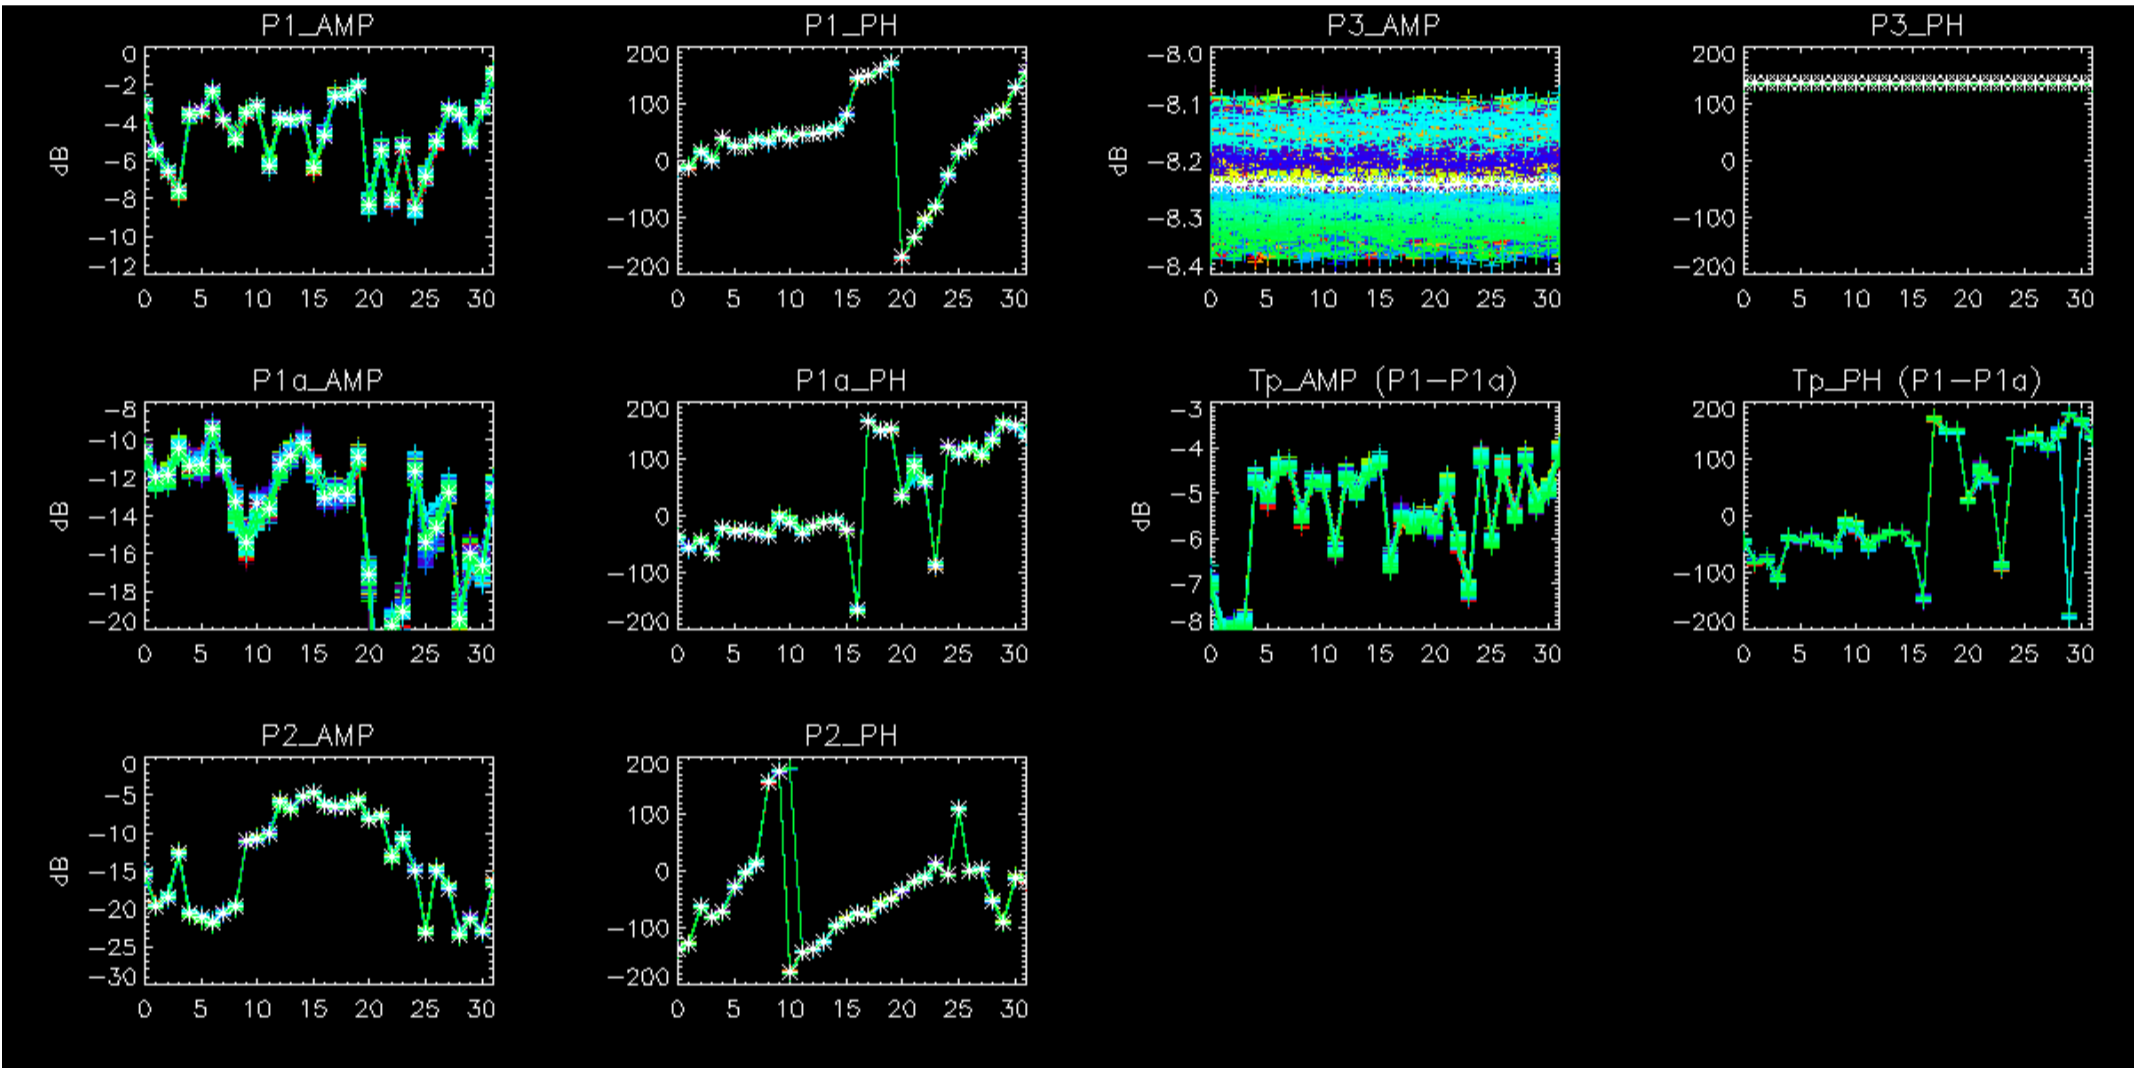 P1_AMP
P1_PH
P3_AMP
P3_PH
0
−2
−4
−6
−8
−10
−12
dB
0 5 10 15 20 25 30
200
100
0
−100
−200
0 5 10 15 20 25 30
−8.0
−8.1
−8.2
−8.3
−8.4
dB
0 5 10 15 20 25 30
200
100
0
−100
−200
0 5 10 15 20 25 30
P1a_AMP
P1a_PH
Tp_AMP (P1−P1a)
Tp_PH (P1−P1a)
−8
−10
−12
−14
−16
−18
−20
dB
0 5 10 15 20 25 30
200
100
0
−100
−200
0 5 10 15 20 25 30
−3
−4
−5
−6
−7
−8
dB
0 5 10 15 20 25 30
200
100
0
−100
−200
0 5 10 15 20 25 30
P2_AMP
P2_PH
0
−5
−10
−15
−20
−25
−30
dB
0 5 10 15 20 25 30
200
100
0
−100
−200
0 5 10 15 20 25 30